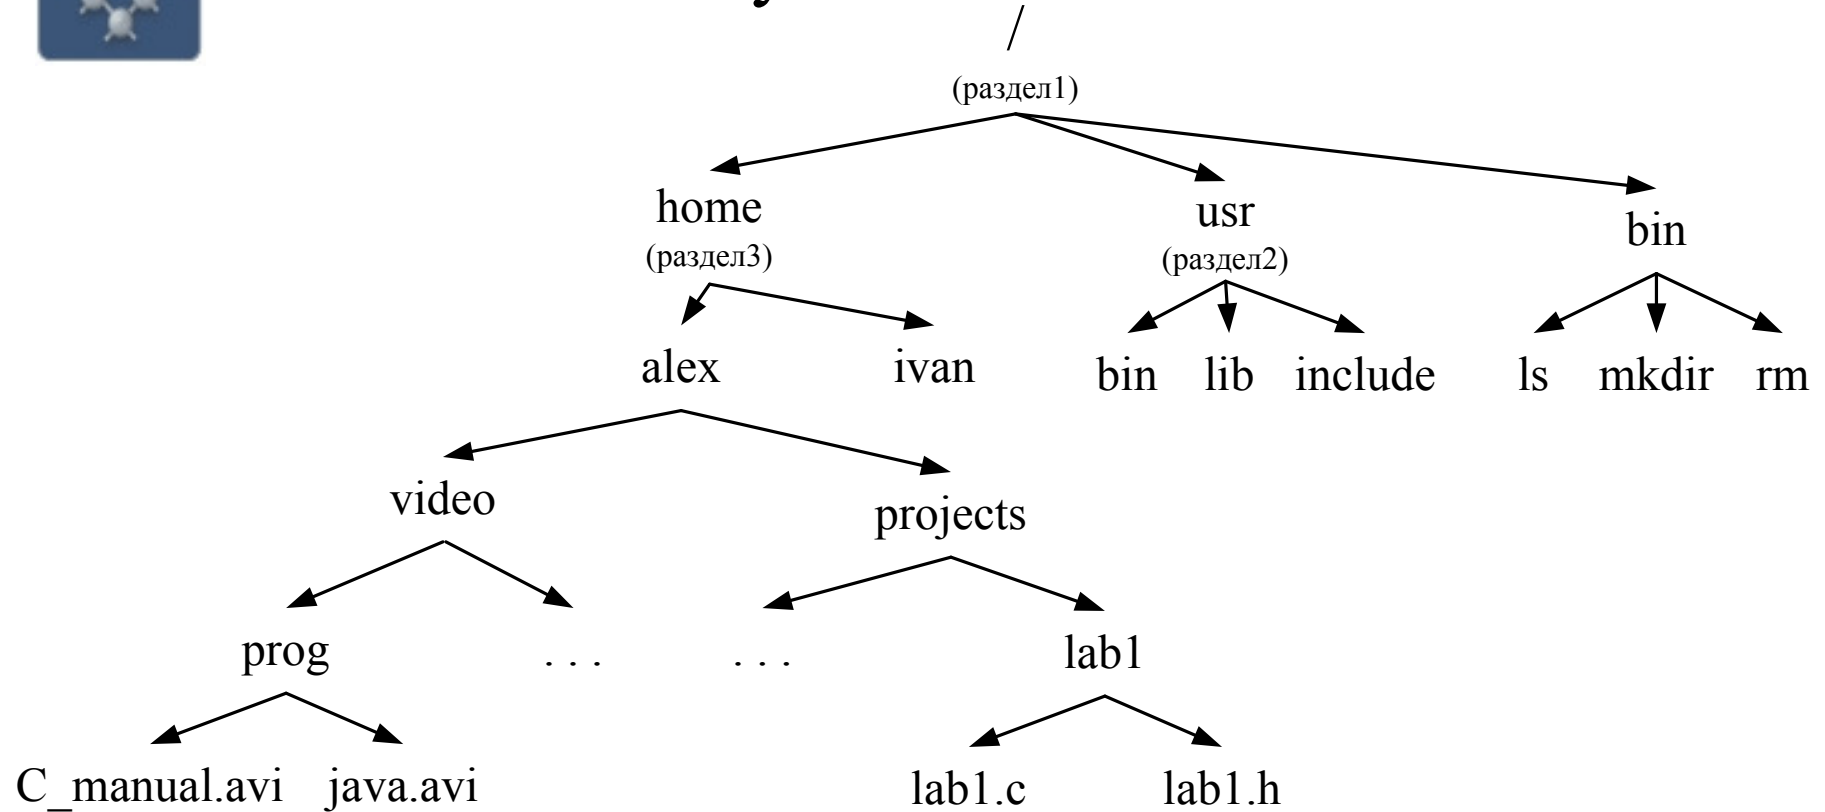 /
(раздел1)
home usr bin
(раздел3) (раздел2)
alex ivan bin lib include ls mkdir rm
video projects
prog . . . . . . lab1
C_manual.avi java.avi lab1.c lab1.h